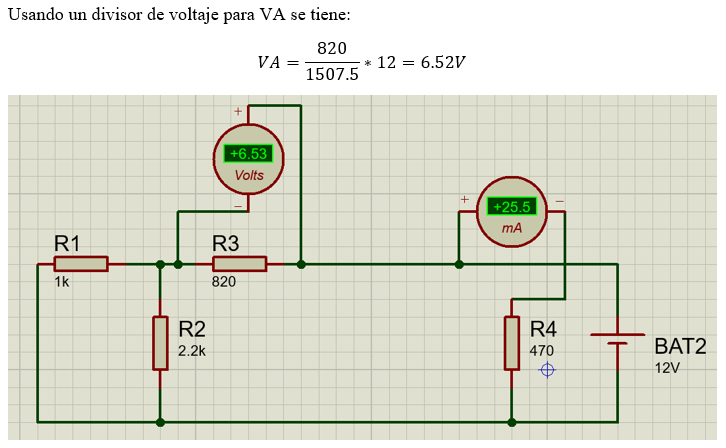 Usando un divisor de voltaje para VA se tiene:
VA = 820/1507.5 * 12 = 6.52V
+
+6.53
Volts
−
+
−
+25.5
mA
R1
R3
1k
820
R2
2.2k
R4
470
BAT2
12V